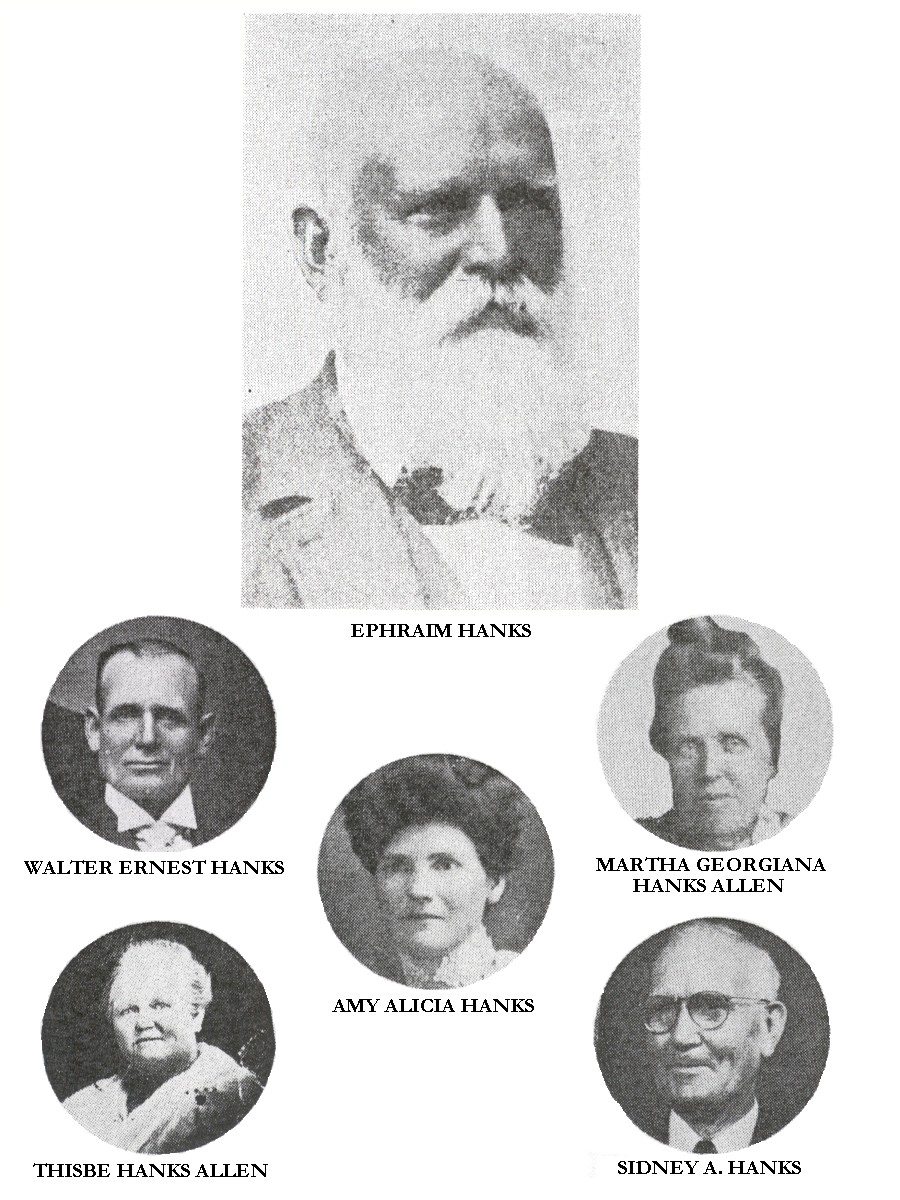 EPHRAIM HANKS
WALTER ERNEST HANKS
MARTHA GEORGIANA
HANKS ALLEN
AMY ALICIA HANKS
THISBE HANKS ALLEN
SIDNEY A. HANKS